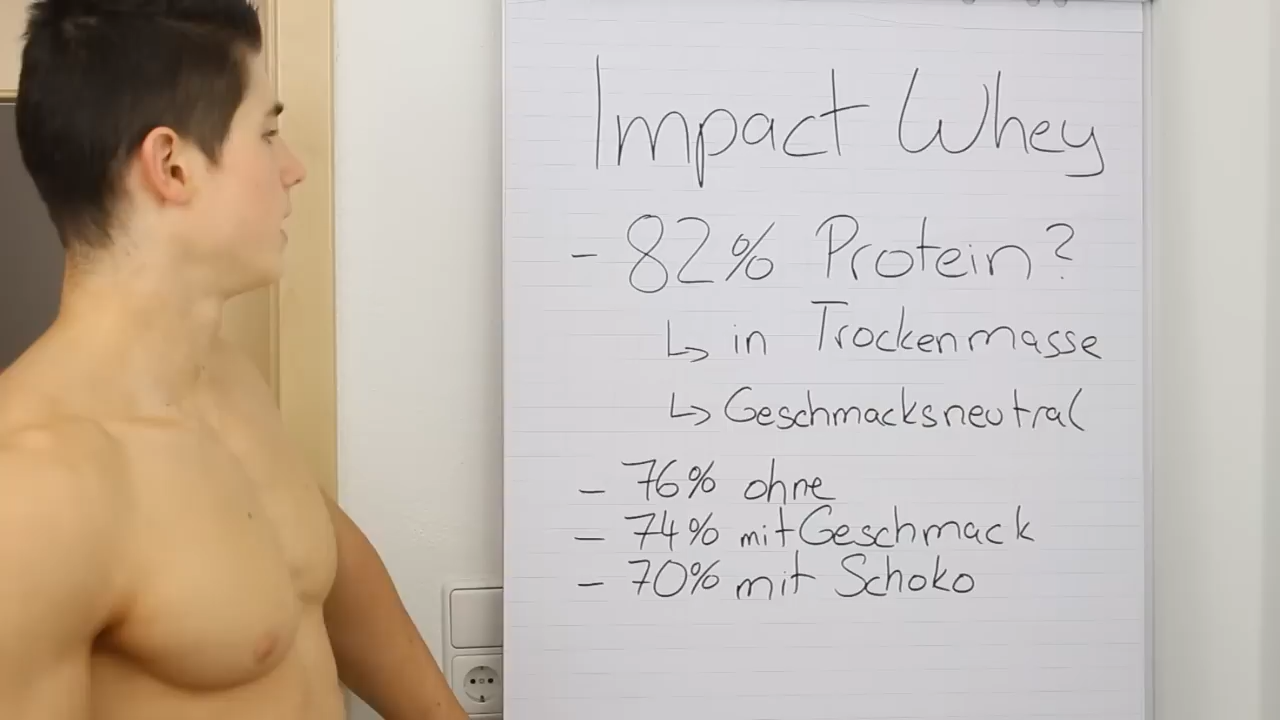 Impact Whey
- 82% Protein?
↳ in Trockenmasse
↳ Geschmacksneutral
- 76% ohne
- 74% mit Geschmack
- 70% mit Schoko